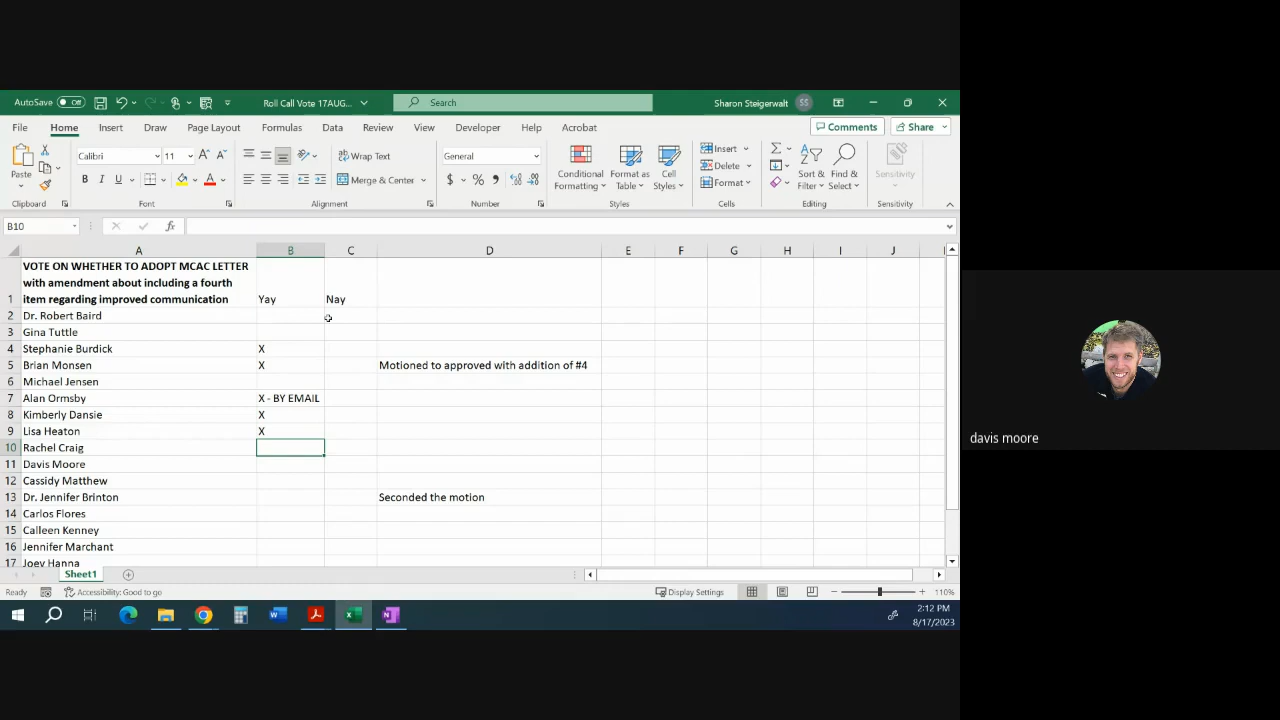 AutoSave Off Roll Call Vote 17AUG... Search Sharon Steigerwalt SS
File Home Insert Draw Page Layout Formulas Data Review View Developer Help Acrobat Comments Share
Calibri 11 A A Wrap Text General Insert
Paste B I U Merge & Center $ % Conditional Formatting Format as Table Cell Styles Delete Format Sort & Filter Find & Select Sensitivity
Clipboard Font Alignment Number Styles Cells Editing Sensitivity
B10 fx
A B C D E F G H I J
VOTE ON WHETHER TO ADOPT MCAC LETTER
with amendment about including a fourth
1 item regarding improved communication Yay Nay
2 Dr. Robert Baird
3 Gina Tuttle
4 Stephanie Burdick X
5 Brian Monsen X Motioned to approved with addition of #4
6 Michael Jensen
7 Alan Ormsby X - BY EMAIL
8 Kimberly Dansie X
9 Lisa Heaton X
10 Rachel Craig
11 Davis Moore
12 Cassidy Matthew
13 Dr. Jennifer Brinton Seconded the motion
14 Carlos Flores
15 Calleen Kenney
16 Jennifer Marchant
17 Joey Hanna
Sheet1
Ready Accessibility: Good to go Display Settings 110%
2:12 PM
8/17/2023
davis moore